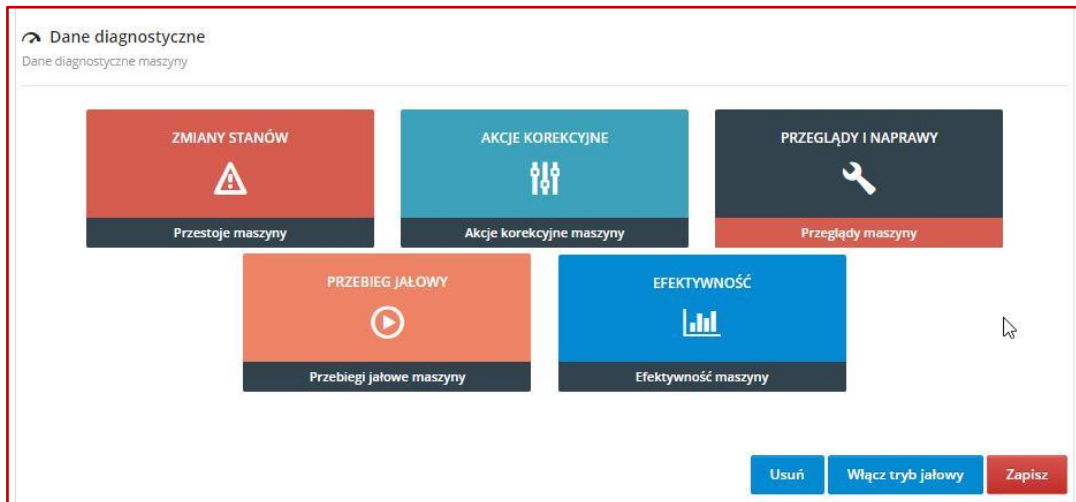 Dane diagnostyczne
Dane diagnostyczne maszyny
ZMIANY STANÓW
Przestoje maszyny
AKCJE KOREKCYJNE
Akcje korekcyjne maszyny
PRZEGLĄDY I NAPRAWY
Przeglądy maszyny
PRZEBIEG JAŁOWY
Przebiegi jałowe maszyny
EFEKTYWNOŚĆ
Efektywność maszyny
Usuń
Włącz tryb jałowy
Zapisz